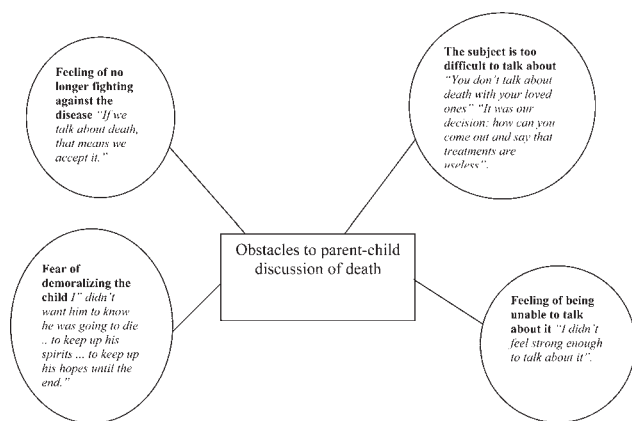 Feeling of no
longer fighting
against the
disease "If we
talk about death,
that means we
accept it."
The subject is too
difficult to talk about
"You don't talk about
death with your loved
ones" "It was our
decision: how can you
come out and say that
treatments are
useless".
Obstacles to parent-child
discussion of death
Fear of
demoralizing the
child I" didn't
want him to know
he was going to die
.. to keep up his
spirits ... to keep up
his hopes until the
end."
Feeling of being
unable to talk
about it "I didn't
feel strong enough
to talk about it".